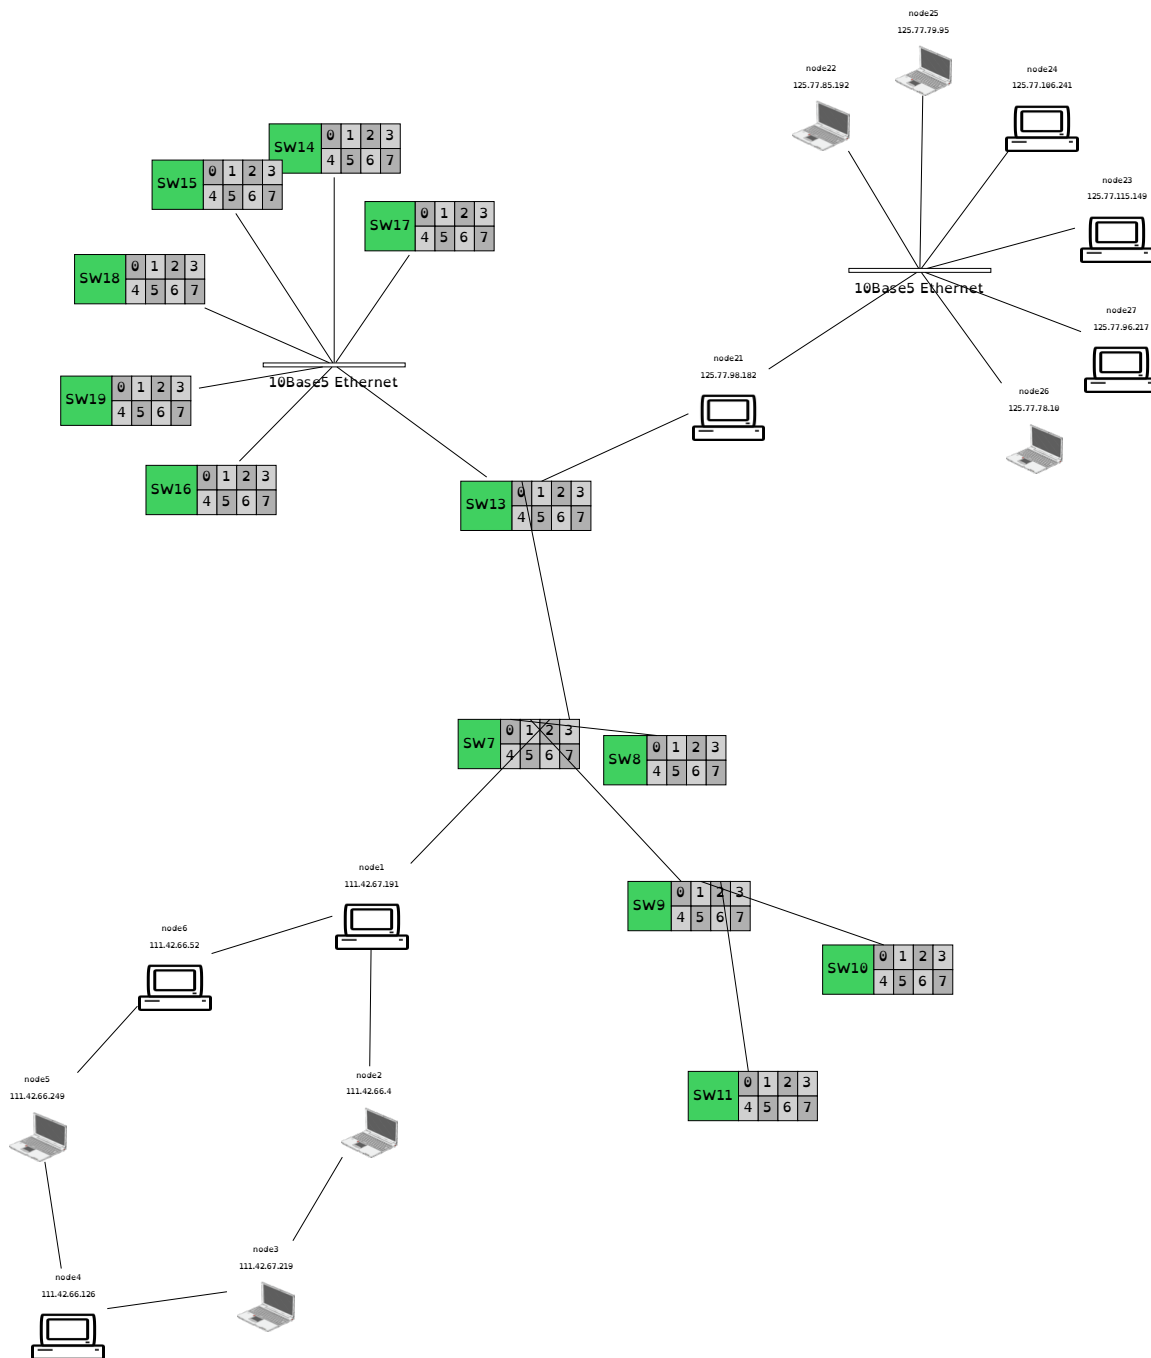 node25
125.77.79.95
node22
125.77.85.192
node24
125.77.106.241
SW14 0 1 2 3
4 5 6 7
SW15 0 1 2 3
4 5 6 7
node23
125.77.115.149
SW17 0 1 2 3
4 5 6 7
SW18 0 1 2 3
4 5 6 7
10Base5 Ethernet
node27
125.77.96.217
node21
125.77.98.182
10Base5 Ethernet
SW19 0 1 2 3
4 5 6 7
node26
125.77.78.10
SW16 0 1 2 3
4 5 6 7
SW13 0 1 2 3
4 5 6 7
SW7 0 1 2 3
4 5 6 7
SW8 0 1 2 3
4 5 6 7
node1
111.42.67.191
SW9 0 1 2 3
4 5 6 7
node6
111.42.66.52
SW10 0 1 2 3
4 5 6 7
node5
111.42.66.249
node2
111.42.66.4
SW11 0 1 2 3
4 5 6 7
node3
111.42.67.219
node4
111.42.66.126